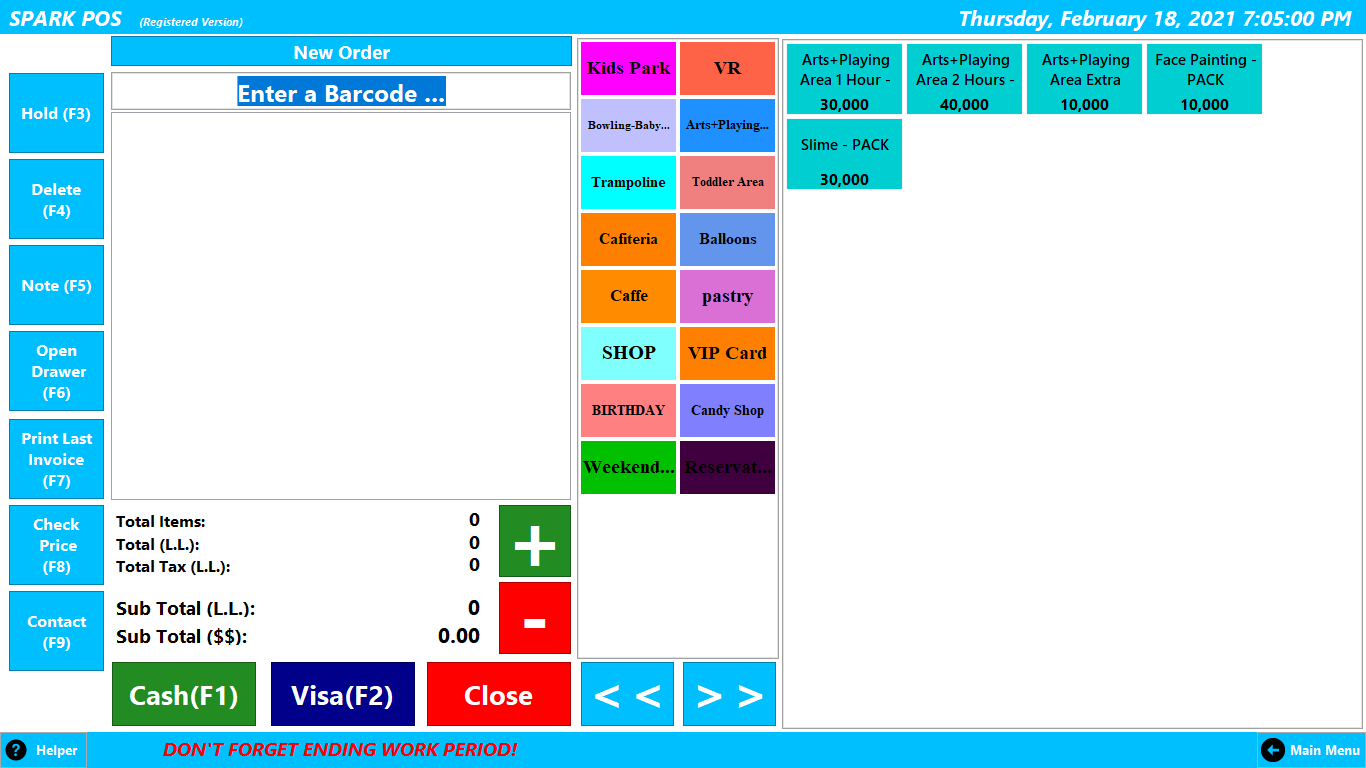 SPARK POS (Registered Version)
Thursday, February 18, 2021 7:05:00 PM
Hold (F3)
Delete
(F4)
Note (F5)
Open
Drawer
(F6)
Print Last
Invoice
(F7)
Check
Price
(F8)
Contact
(F9)
New Order
Enter a Barcode ...
Total Items: 0
Total (L.L.): 0
Total Tax (L.L.): 0
Sub Total (L.L.): 0
Sub Total ($$): 0.00
+
-
Cash(F1)
Visa(F2)
Close
Kids Park
VR
Bowling-Baby...
Arts+Playing...
Trampoline
Toddler Area
Cafiteria
Balloons
Caffe
pastry
SHOP
VIP Card
BIRTHDAY
Candy Shop
Weekend...
Reservat...
< <
> >
Arts+Playing
Area 1 Hour -
30,000
Arts+Playing
Area 2 Hours -
40,000
Arts+Playing
Area Extra
10,000
Face Painting -
PACK
10,000
Slime - PACK
30,000
? Helper
DON'T FORGET ENDING WORK PERIOD!
Main Menu